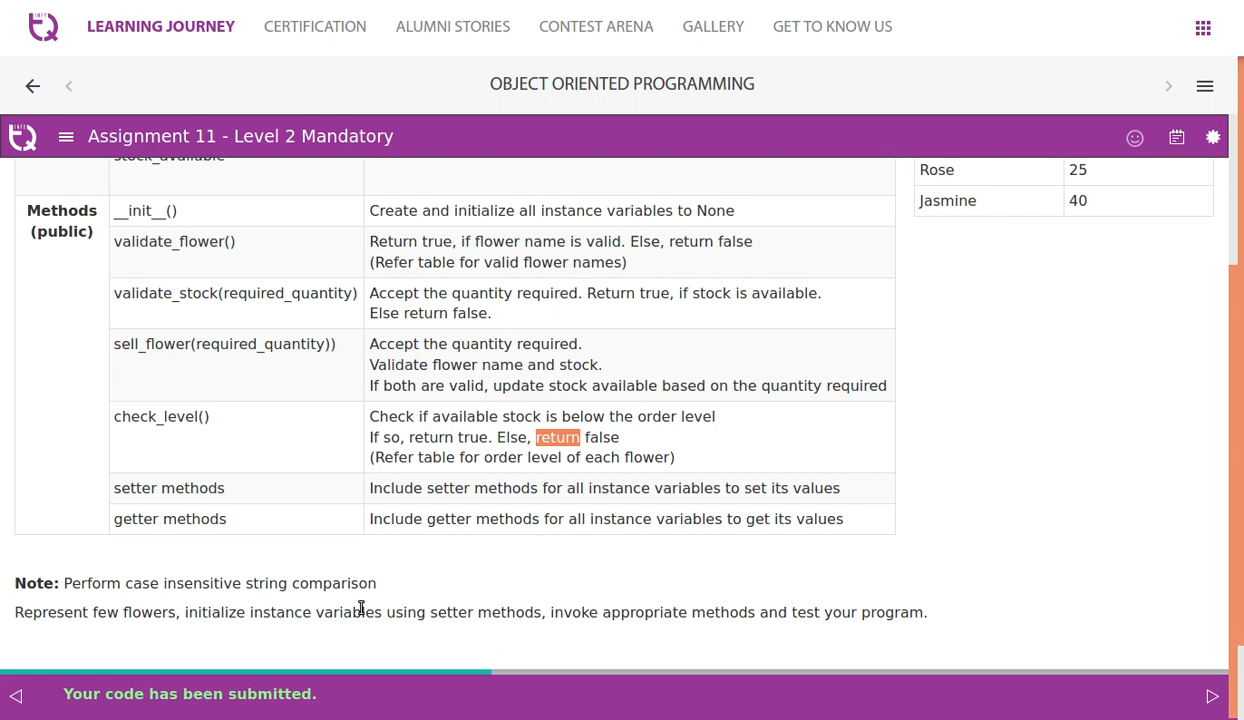 LEARNING JOURNEY CERTIFICATION ALUMNI STORIES CONTEST ARENA GALLERY GET TO KNOW US
OBJECT ORIENTED PROGRAMMING
Assignment 11 - Level 2 Mandatory
stock_available
Rose 25
Jasmine 40
Methods (public)
__init__() Create and initialize all instance variables to None
validate_flower() Return true, if flower name is valid. Else, return false
(Refer table for valid flower names)
validate_stock(required_quantity) Accept the quantity required. Return true, if stock is available.
Else return false.
sell_flower(required_quantity)) Accept the quantity required.
Validate flower name and stock.
If both are valid, update stock available based on the quantity required
check_level() Check if available stock is below the order level
If so, return true. Else, return false
(Refer table for order level of each flower)
setter methods Include setter methods for all instance variables to set its values
getter methods Include getter methods for all instance variables to get its values
Note: Perform case insensitive string comparison
Represent few flowers, initialize instance variables using setter methods, invoke appropriate methods and test your program.
Your code has been submitted.